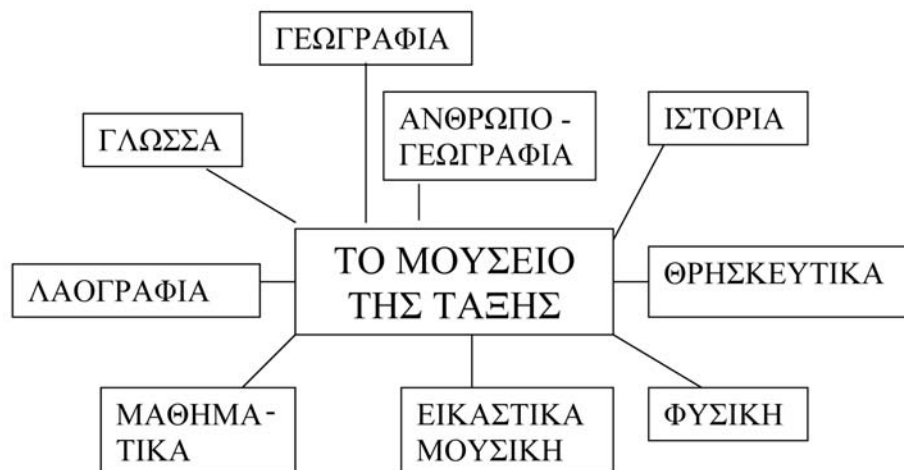 ΓΕΩΓΡΑΦΙΑ
ΓΛΩΣΣΑ
ΑΝΘΡΩΠΟ -
ΓΕΩΓΡΑΦΙΑ
ΙΣΤΟΡΙΑ
ΤΟ ΜΟΥΣΕΙΟ
ΤΗΣ ΤΑΞΗΣ
ΛΑΟΓΡΑΦΙΑ
ΘΡΗΣΚΕΥΤΙΚΑ
ΜΑΘΗΜΑ-
ΤΙΚΑ
ΕΙΚΑΣΤΙΚΑ
ΜΟΥΣΙΚΗ
ΦΥΣΙΚΗ